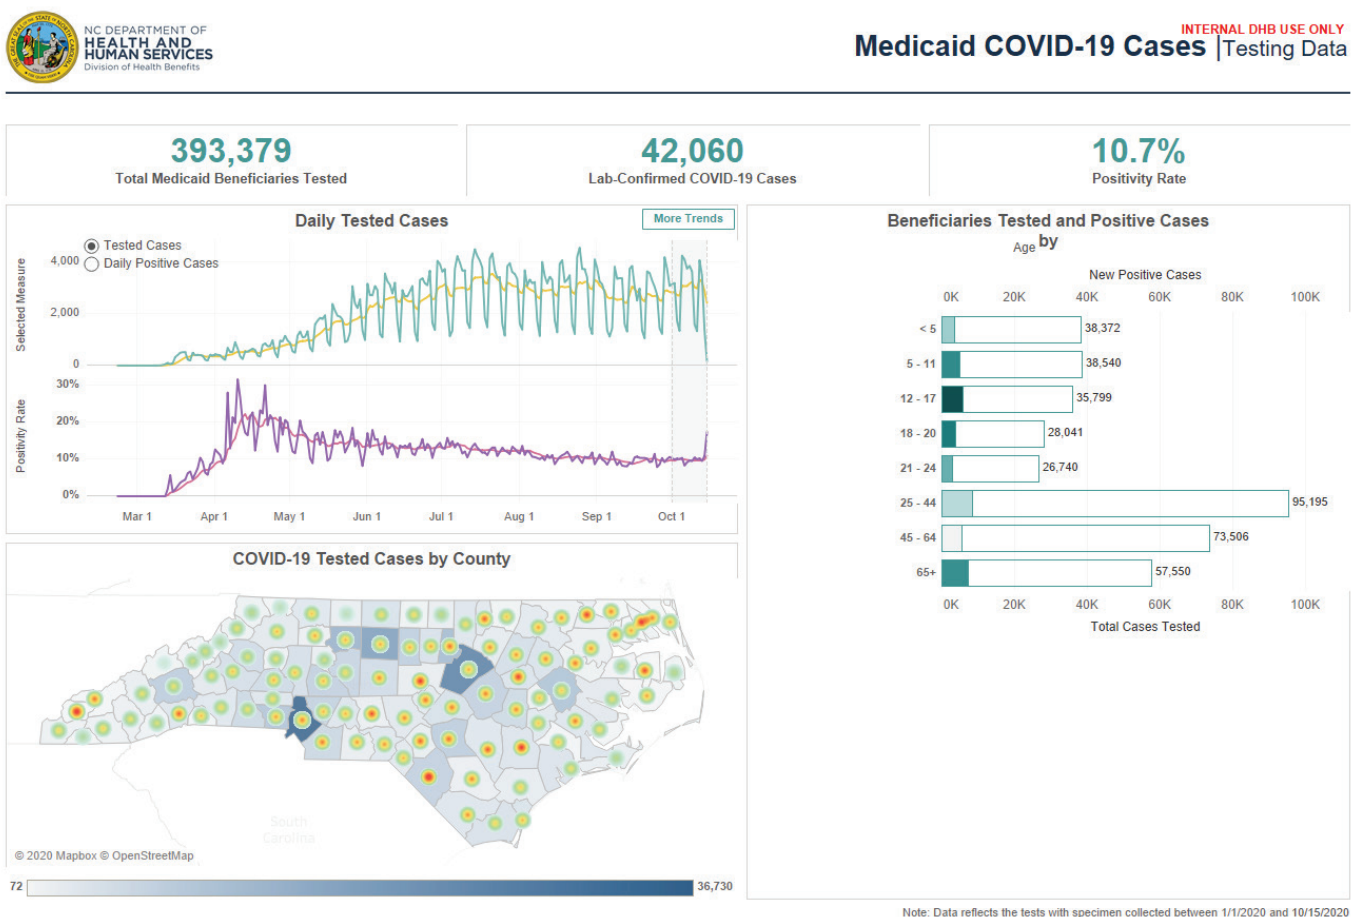 NC DEPARTMENT OF
HEALTH AND
HUMAN SERVICES
Division of Health Benefits
INTERNAL DHB USE ONLY
Medicaid COVID-19 Cases |Testing Data
393,379
Total Medicaid Beneficiaries Tested
42,060
Lab-Confirmed COVID-19 Cases
10.7%
Positivity Rate
Daily Tested Cases
More Trends
Tested Cases
Daily Positive Cases
Selected Measure
4,000
2,000
0
Positivity Rate
30%
20%
10%
0%
Mar 1 Apr 1 May 1 Jun 1 Jul 1 Aug 1 Sep 1 Oct 1
COVID-19 Tested Cases by County
South
Carolina
© 2020 Mapbox © OpenStreetMap
72 36,730
Beneficiaries Tested and Positive Cases
Age by
New Positive Cases
0K 20K 40K 60K 80K 100K
< 5 38,372
5 - 11 38,540
12 - 17 35,799
18 - 20 28,041
21 - 24 26,740
25 - 44 95,195
45 - 64 73,506
65+ 57,550
0K 20K 40K 60K 80K 100K
Total Cases Tested
Note: Data reflects the tests with specimen collected between 1/1/2020 and 10/15/2020